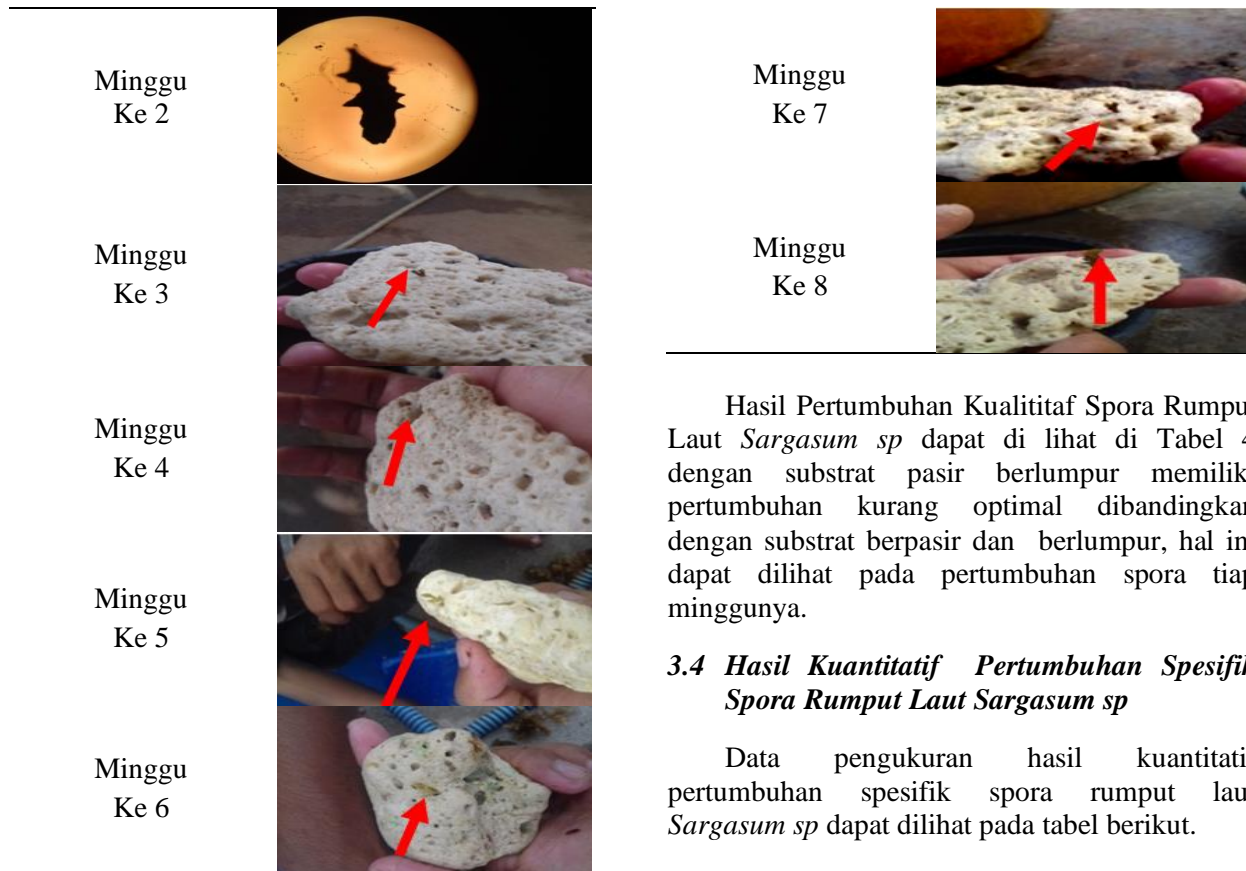 Minggu
Ke 2
Minggu
Ke 3
Minggu
Ke 4
Minggu
Ke 5
Minggu
Ke 6
Minggu
Ke 7
Minggu
Ke 8
Hasil Pertumbuhan Kualititaf Spora Rumpu
Laut Sargasum sp dapat di lihat di Tabel 4
dengan substrat pasir berlumpur memilik
pertumbuhan kurang optimal dibandingkan
dengan substrat berpasir dan berlumpur, hal in
dapat dilihat pada pertumbuhan spora tiap
minggunya.
3.4 Hasil Kuantitatif Pertumbuhan Spesifik
Spora Rumput Laut Sargasum sp
Data pengukuran hasil kuantitati
pertumbuhan spesifik spora rumput lau
Sargasum sp dapat dilihat pada tabel berikut.